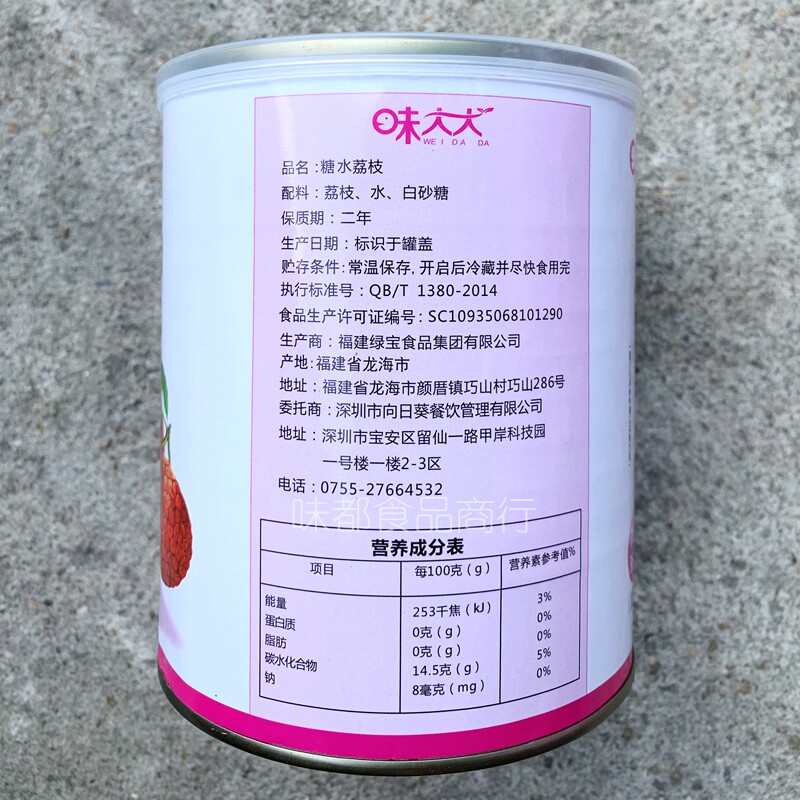 味大大
WEI DA DA
品名:糖水荔枝
配料：荔枝、水、白砂糖
保质期：二年
生产日期：标识于罐盖
贮存条件:常温保存,开启后冷藏并尽快食用完
执行标准号：QB/T 1380-2014
食品生产许可证编号：SC10935068101290
生产商：福建绿宝食品集团有限公司
产地:福建省龙海市
地址：福建省龙海市颜厝镇巧山村巧山286号
委托商：深圳市向日葵餐饮管理有限公司
地址：深圳市宝安区留仙一路甲岸科技园
一号楼一楼2-3区
电话：0755-27664532
味都食品商行
营养成分表
项目 每100克（g） 营养素参考值%
能量 253千焦（kJ） 3%
蛋白质 0克（g） 0%
脂肪 0克（g） 0%
碳水化合物 14.5克（g） 5%
钠 8毫克（mg） 0%